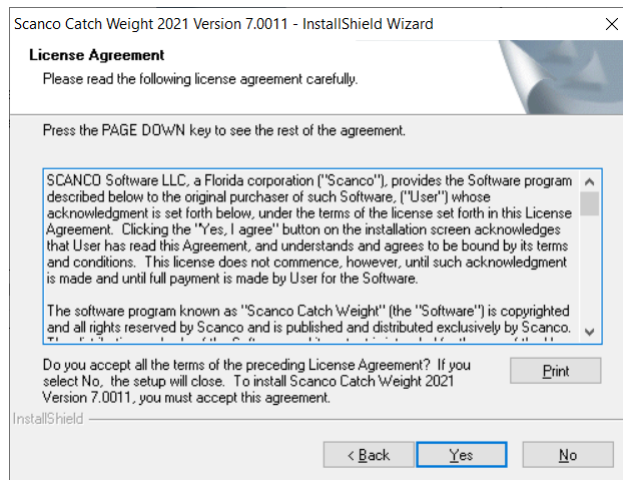 Scanco Catch Weight 2021 Version 7.0011 - InstallShield Wizard
License Agreement
Please read the following license agreement carefully.
Press the PAGE DOWN key to see the rest of the agreement.
SCANCO Software LLC, a Florida corporation ("Scanco"), provides the Software program
described below to the original purchaser of such Software, ("User") whose
acknowledgment is set forth below, under the terms of the license set forth in this License
Agreement.  Clicking the "Yes, I agree" button on the installation screen acknowledges
that User has read this Agreement, and understands and agrees to be bound by its terms
and conditions.  This license does not commence, however, until such acknowledgment
is made and until full payment is made by User for the Software.
The software program known as "Scanco Catch Weight" (the "Software") is copyrighted
and all rights reserved by Scanco and is published and distributed exclusively by Scanco.
Do you accept all the terms of the preceding License Agreement?  If you
select No,  the setup will close.  To install Scanco Catch Weight 2021
Version 7.0011, you must accept this agreement.
Print
InstallShield
< Back
Yes
No